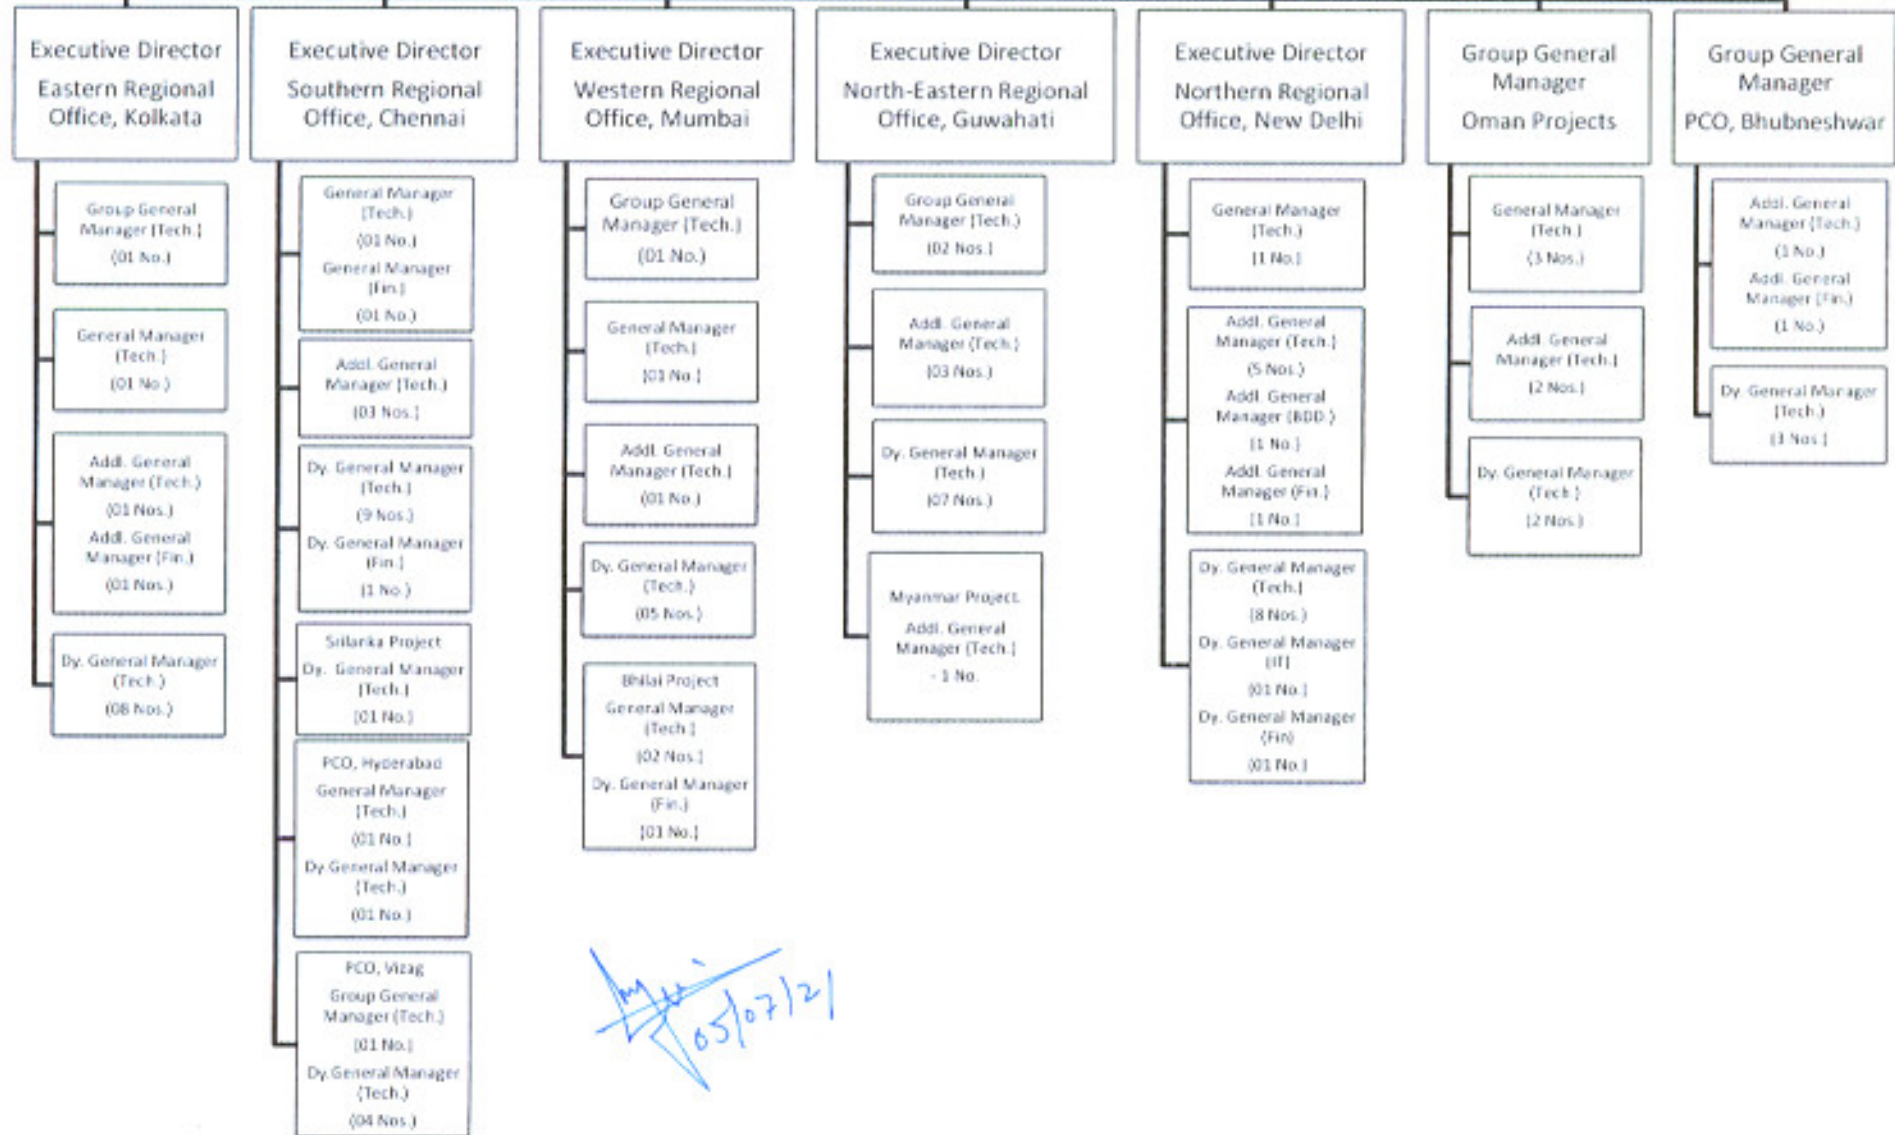 Executive Director
Eastern Regional
Office, Kolkata
Group General
Manager (Tech.)
(01 No.)
General Manager
(Tech.)
(01 No.)
Addl. General
Manager (Tech.)
(01 Nos.)
Addl. General
Manager (Fin.)
(01 Nos.)
Dy. General Manager
(Tech.)
(08 Nos.)
Executive Director
Southern Regional
Office, Chennai
General Manager
(Tech.)
(01 No.)
General Manager
(Fin.)
(01 No.)
Addl. General
Manager (Tech.)
(03 Nos.)
Dy. General Manager
(Tech.)
(9 Nos.)
Dy. General Manager
(Fin.)
(1 No.)
Srilanka Project
Dy. General Manager
(Tech.)
(01 No.)
PCO, Hyderabad
General Manager
(Tech.)
(01 No.)
Dy.General Manager
(Tech.)
(01 No.)
PCO, Vizag
Group General
Manager (Tech.)
(01 No.)
Dy.General Manager
(Tech.)
(04 Nos.)
Executive Director
Western Regional
Office, Mumbai
Group General
Manager (Tech.)
(01 No.)
General Manager
(Tech.)
(01 No.)
Addl. General
Manager (Tech.)
(01 No.)
Dy. General Manager
(Tech.)
(05 Nos.)
Bhilai Project
General Manager
(Tech.)
(02 Nos.)
Dy. General Manager
(Fin.)
(01 No.)
Executive Director
North-Eastern Regional
Office, Guwahati
Group General
Manager (Tech.)
(02 Nos.)
Addl. General
Manager (Tech.)
(03 Nos.)
Dy. General Manager
(Tech.)
(07 Nos.)
Myanmar Project.
Addl. General
Manager (Tech.)
- 1 No.
Executive Director
Northern Regional
Office, New Delhi
General Manager
(Tech.)
(1 No.)
Addl. General
Manager (Tech.)
(5 Nos.)
Addl. General
Manager (BDD.)
(1 No.)
Addl. General
Manager (Fin.)
(1 No.)
Dy. General Manager
(Tech.)
(8 Nos.)
Dy. General Manager
(IT)
(01 No.)
Dy. General Manager
(Fin)
(01 No.)
Group General
Manager
Oman Projects
General Manager
(Tech.)
(3 Nos.)
Addl. General
Manager (Tech.)
(2 Nos.)
Dy. General Manager
(Tech.)
(2 Nos.)
Group General
Manager
PCO, Bhubneshwar
Addl. General
Manager (Tech.)
(1 No.)
Addl. General
Manager (Fin.)
(1 No.)
Dy. General Manager
(Tech.)
(3 Nos.)
05/07/21